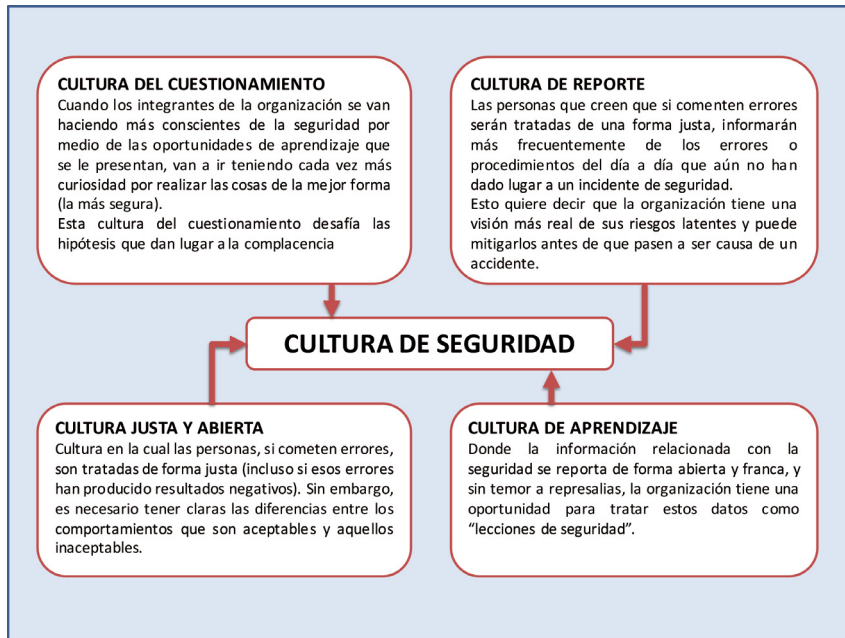 CULTURA DEL CUESTIONAMIENTO
Cuando los integrantes de la organización se van
haciendo más conscientes de la seguridad por
medio de las oportunidades de aprendizaje que
se le presentan, van a ir teniendo cada vez más
curiosidad por realizar las cosas de la mejor forma
(la más segura).
Esta cultura del cuestionamiento desafía las
hipótesis que dan lugar a la complacencia
CULTURA DE REPORTE
Las personas que creen que si comenten errores
serán tratadas de una forma justa, informarán
más frecuentemente de los errores o
procedimientos del día a día que aún no han
dado lugar a un incidente de seguridad.
Esto quiere decir que la organización tiene una
visión más real de sus riesgos latentes y puede
mitigarlos antes de que pasen a ser causa de un
accidente.
CULTURA DE SEGURIDAD
CULTURA JUSTA Y ABIERTA
Cultura en la cual las personas, si cometen errores,
son tratadas de forma justa (incluso si esos errores
han producido resultados negativos). Sin embargo,
es necesario tener claras las diferencias entre los
comportamientos que son aceptables y aquellos
inaceptables.
CULTURA DE APRENDIZAJE
Donde la información relacionada con la
seguridad se reporta de forma abierta y franca, y
sin temor a represalias, la organización tiene una
oportunidad para tratar estos datos como
“lecciones de seguridad”.